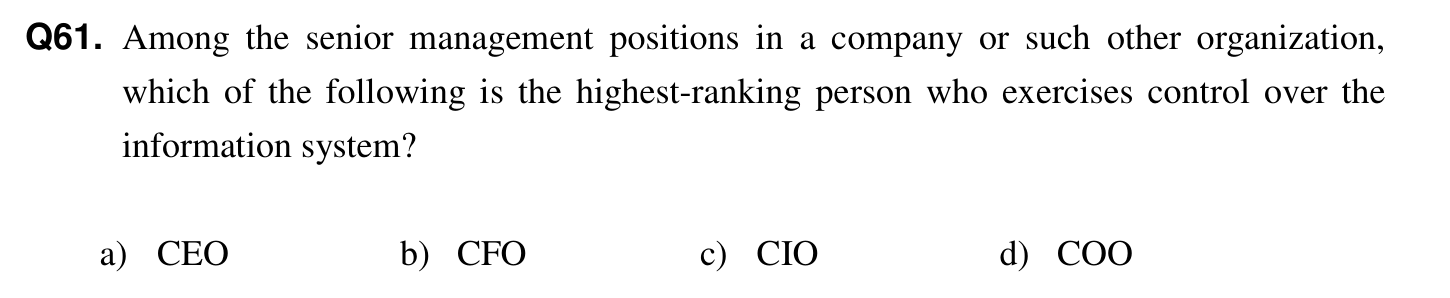 Q61. Among the senior management positions in a company or such other organization,
which of the following is the highest-ranking person who exercises control over the
information system?
a) CEO b) CFO c) CIO d) COO